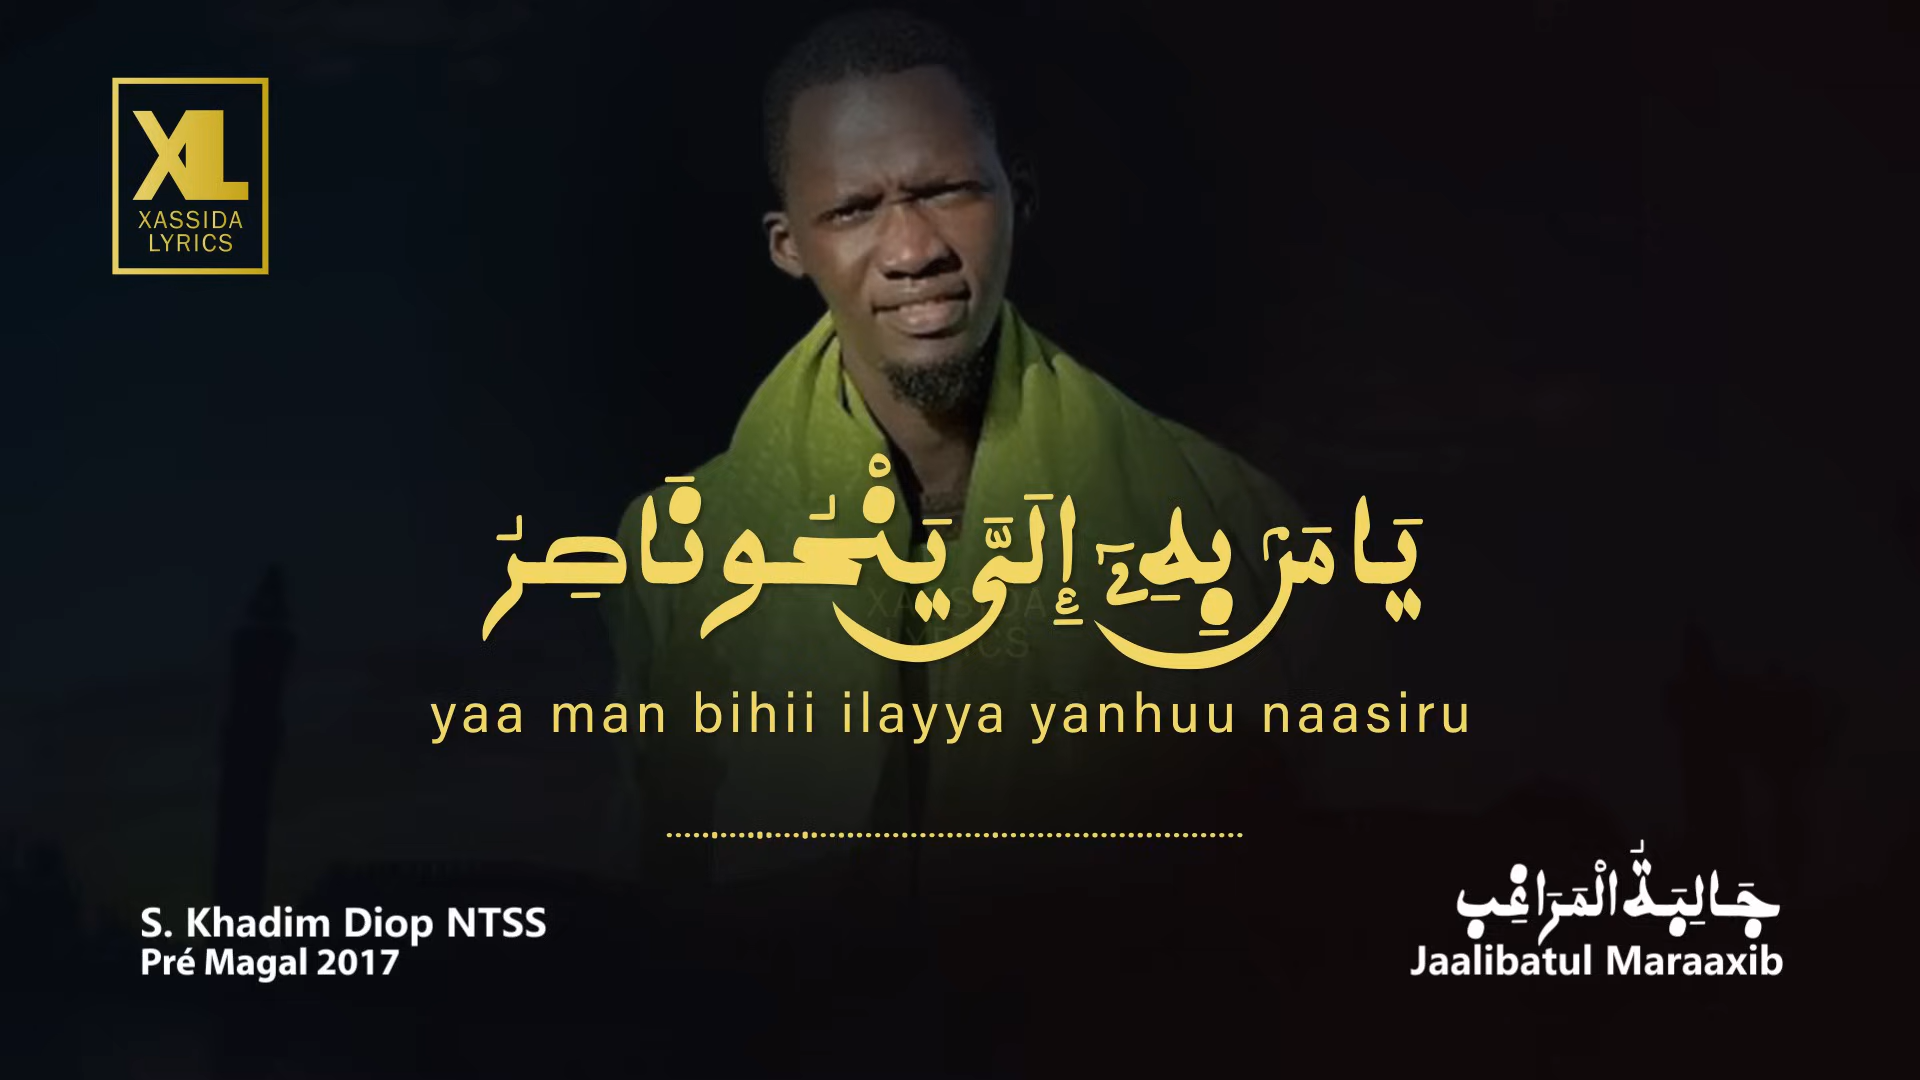 XL
XASSIDA
LYRICS
يَا مَنْ بِهِۦٓ إِلَيَّ يَنْحُو نَاصِرُ
yaa man bihii ilayya yanhuu naasiru
S. Khadim Diop NTSS
Pré Magal 2017
جَالِبَةُ الْمَرَاغِبِ
Jaalibatul Maraaxib